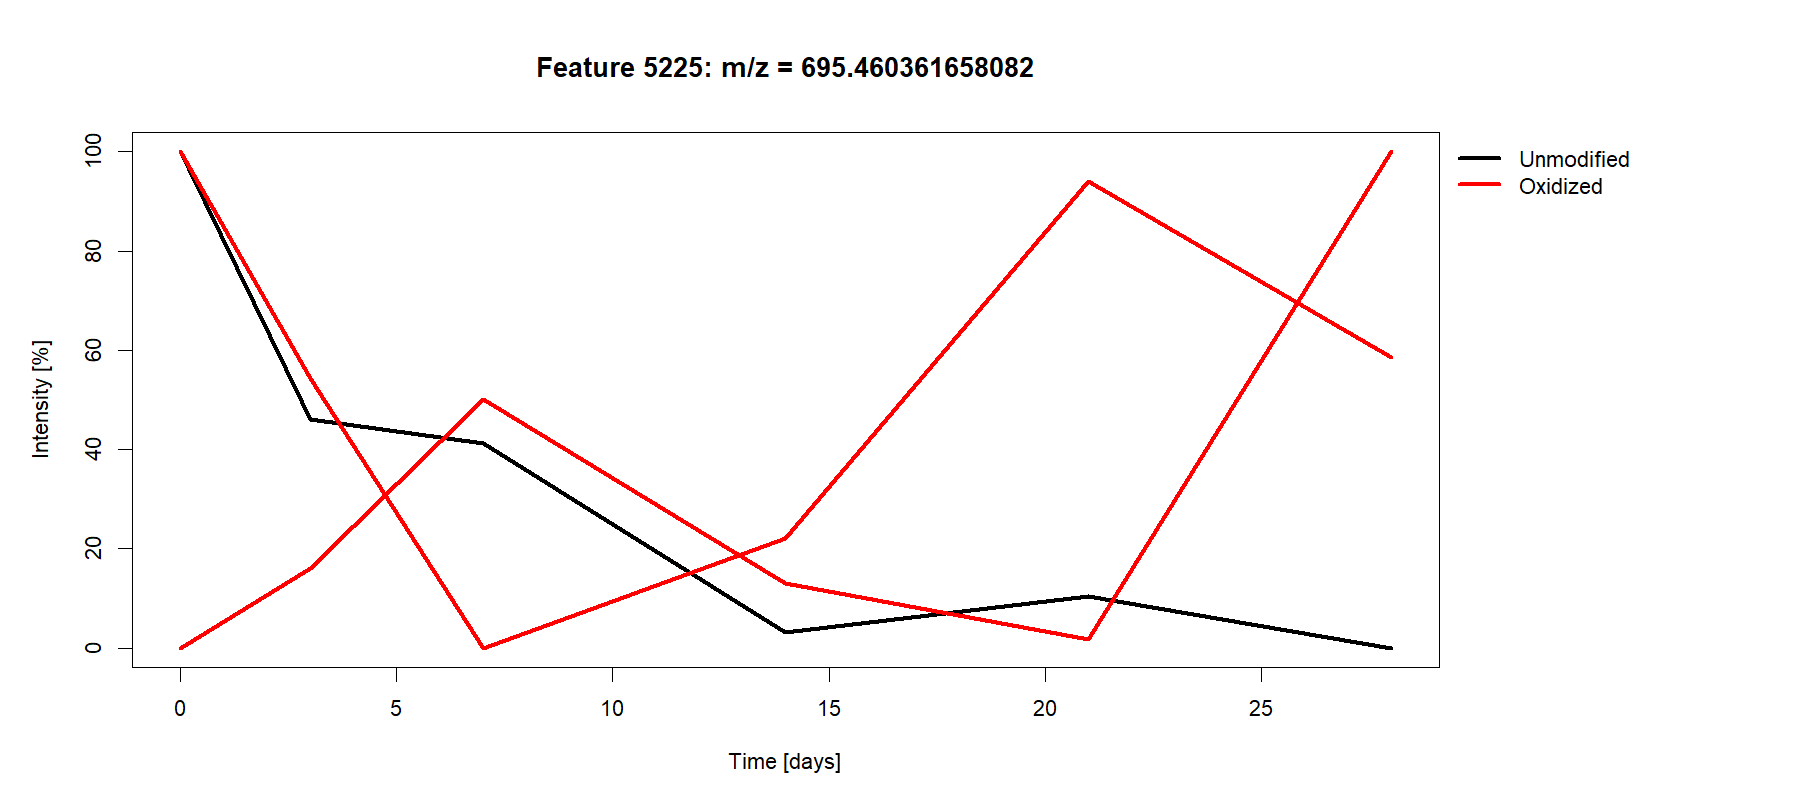 Feature 5225: m/z = 695.460361658082
100
80
60
40
20
0
Intensity [%]
0 5 10 15 20 25
Time [days]
Unmodified
Oxidized